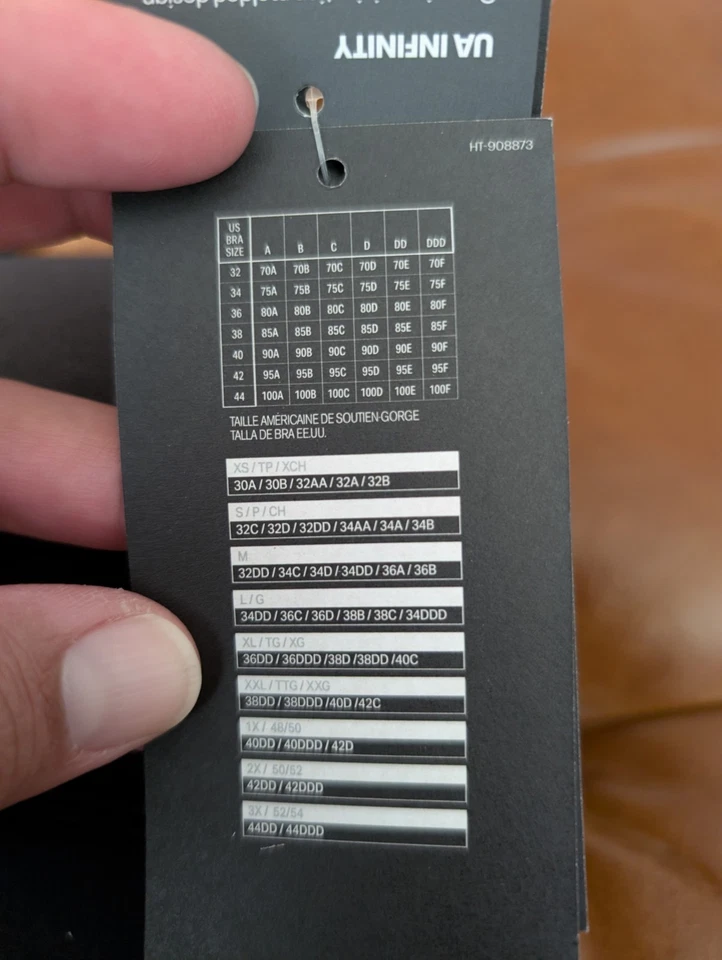 Compression molded design
UA INFINITY
HT-908873
US BRA SIZE A B C D DD DDD
32 70A 70B 70C 70D 70E 70F
34 75A 75B 75C 75D 75E 75F
36 80A 80B 80C 80D 80E 80F
38 85A 85B 85C 85D 85E 85F
40 90A 90B 90C 90D 90E 90F
42 95A 95B 95C 95D 95E 95F
44 100A 100B 100C 100D 100E 100F
TAILLE AMÉRICAINE DE SOUTIEN-GORGE
TALLA DE BRA EE.UU.
XS / TP / XCH
30A / 30B / 32AA / 32A / 32B
S / P / CH
32C / 32D / 32DD / 34AA / 34A / 34B
M
32DD / 34C / 34D / 34DD / 36A / 36B
L / G
34DD / 36C / 36D / 38B / 38C / 34DDD
XL / TG / XG
36DD / 36DDD /38D /38DD /40C
XXL / TTG / XXG
38DD / 38DDD /40D /42C
1X / 48/50
40DD / 40DDD / 42D
2X / 50/52
42DD / 42DDD
3X / 52/54
44DD / 44DDD